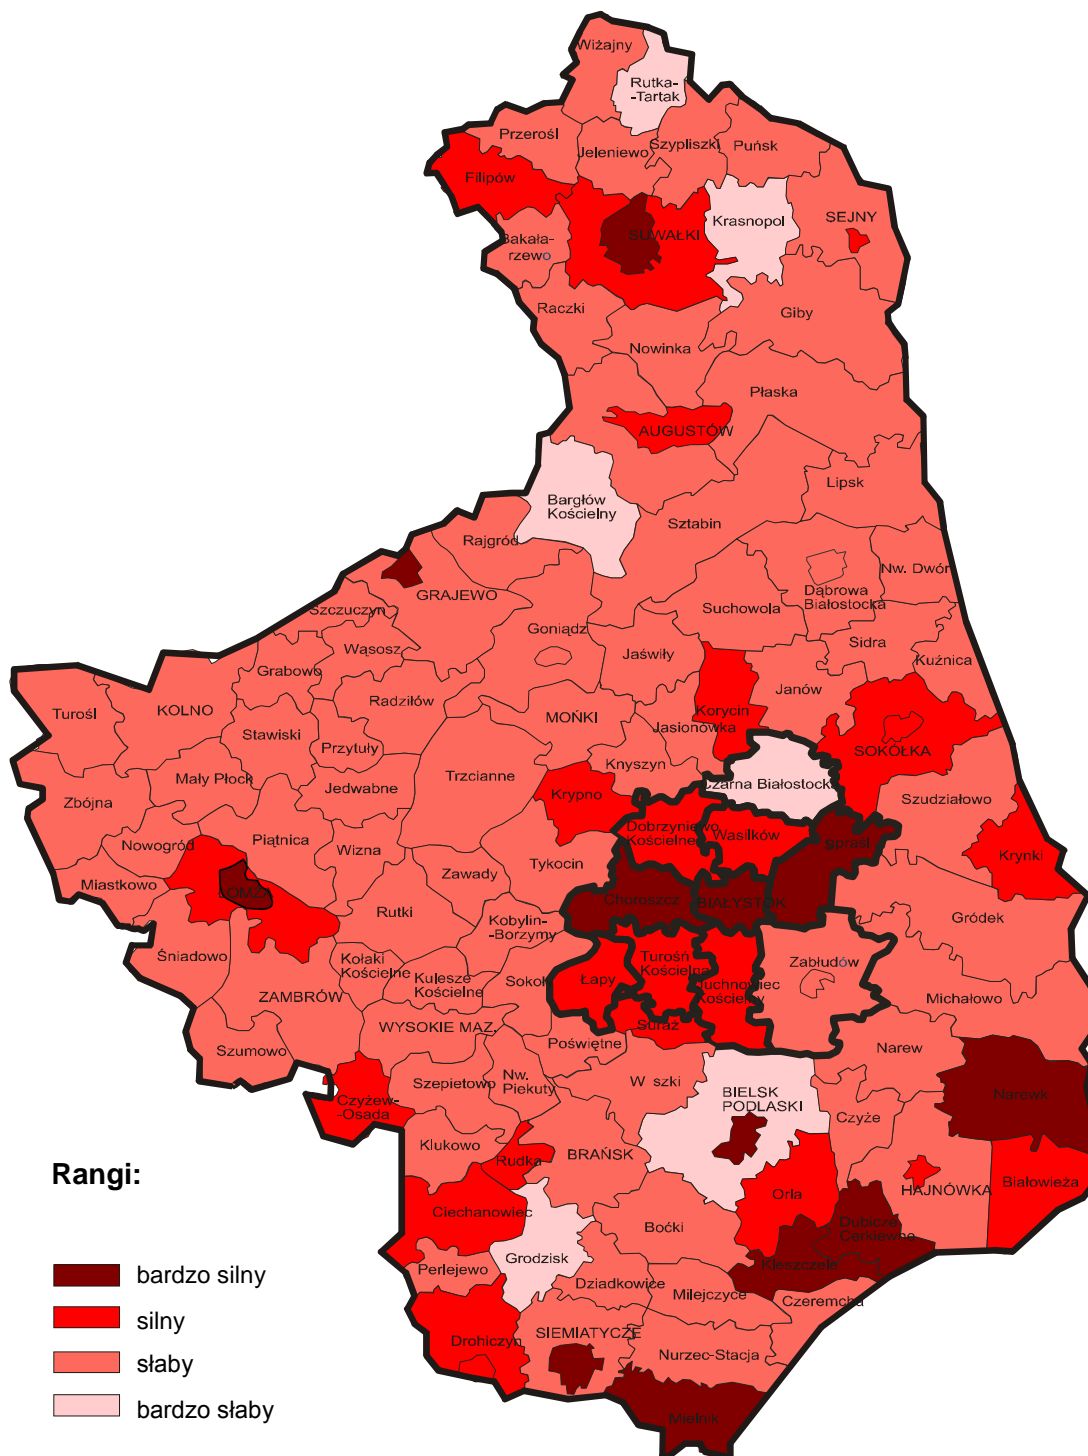 Wiżajny
Rutka-
-Tartak
Przerośl
Jeleniewo
Szypliszki
Puńsk
Filipów
SUWAŁKI
Krasnopol
SEJNY
Bakała-
rzewo
Raczki
Giby
Nowinka
Płaska
AUGUSTÓW
Bargłów
Kościelny
Lipsk
Sztabin
Rajgród
Nw. Dwór
GRAJEWO
Dąbrowa
Białostocka
Szczuczyn
Suchowola
Goniądz
Sidra
Wąsosz
Jaświły
Kuźnica
Grabowo
Janów
Radziłów
Korycin
Turośl
KOLNO
MOŃKI
Jasionówka
Stawiski
Przytuły
SOKÓŁKA
Knyszyn
Mały Płock
Trzcianne
Jedwabne
Czarna Białostocka
Zbójna
Krypno
Szudziałowo
Dobrzyniewo
Kościelne
Wasilków
Piątnica
Nowogród
Wizna
Tykocin
Krynki
Zawady
Miastkowo
ŁOMŻA
Choroszcz
BIAŁYSTOK
Rutki
Kobylin-
-Borzymy
Gródek
Śniadowo
Kołaki
Kościelne
Turośń
Kościelna
Zabłudów
Kulesze
Kościelne
Sokoły
Łapy
Juchnowiec
Kościelny
ZAMBRÓW
Michałowo
WYSOKIE MAZ.
Suraż
Szumowo
Poświętne
Narew
Szepietowo
Nw.
Piekuty
W szki
BIELSK
PODLASKI
Narewk
Czyżew-
-Osada
Czyże
Klukowo
Rudka
BRAŃSK
HAJNÓWKA
Białowieża
Orla
Ciechanowiec
Boćki
Dubicze
Cerkiewne
Grodzisk
Kleszczele
Perlejewo
Dziadkowice
Milejczyce
Czeremcha
Drohiczyn
SIEMIATYCZE
Nurzec-Stacja
Mielnik
Rangi:
bardzo silny
silny
słaby
bardzo słaby